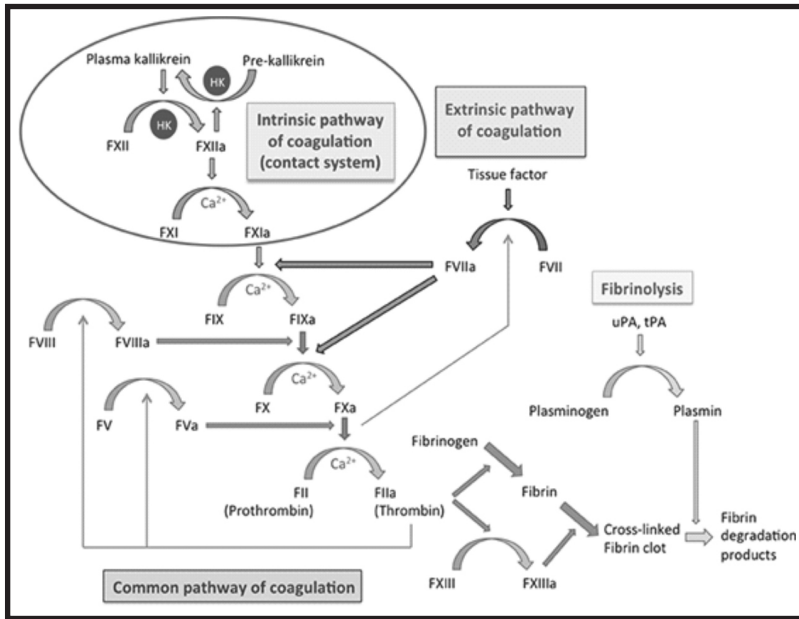 Plasma kallikrein
Pre-kallikrein
HK
HK
FXII
FXIIa
Intrinsic pathway
of coagulation
(contact system)
Ca2+
FXI
FXIa
Extrinsic pathway
of coagulation
Tissue factor
FVIIa
FVII
Ca2+
FIX
FIXa
Fibrinolysis
uPA, tPA
FVIII
FVIIIa
Ca2+
FX
FXa
Plasminogen
Plasmin
FV
FVa
Ca2+
FII
(Prothrombin)
FIIa
(Thrombin)
Fibrinogen
Fibrin
FXIII
FXIIIa
Cross-linked
Fibrin clot
Fibrin
degradation
products
Common pathway of coagulation